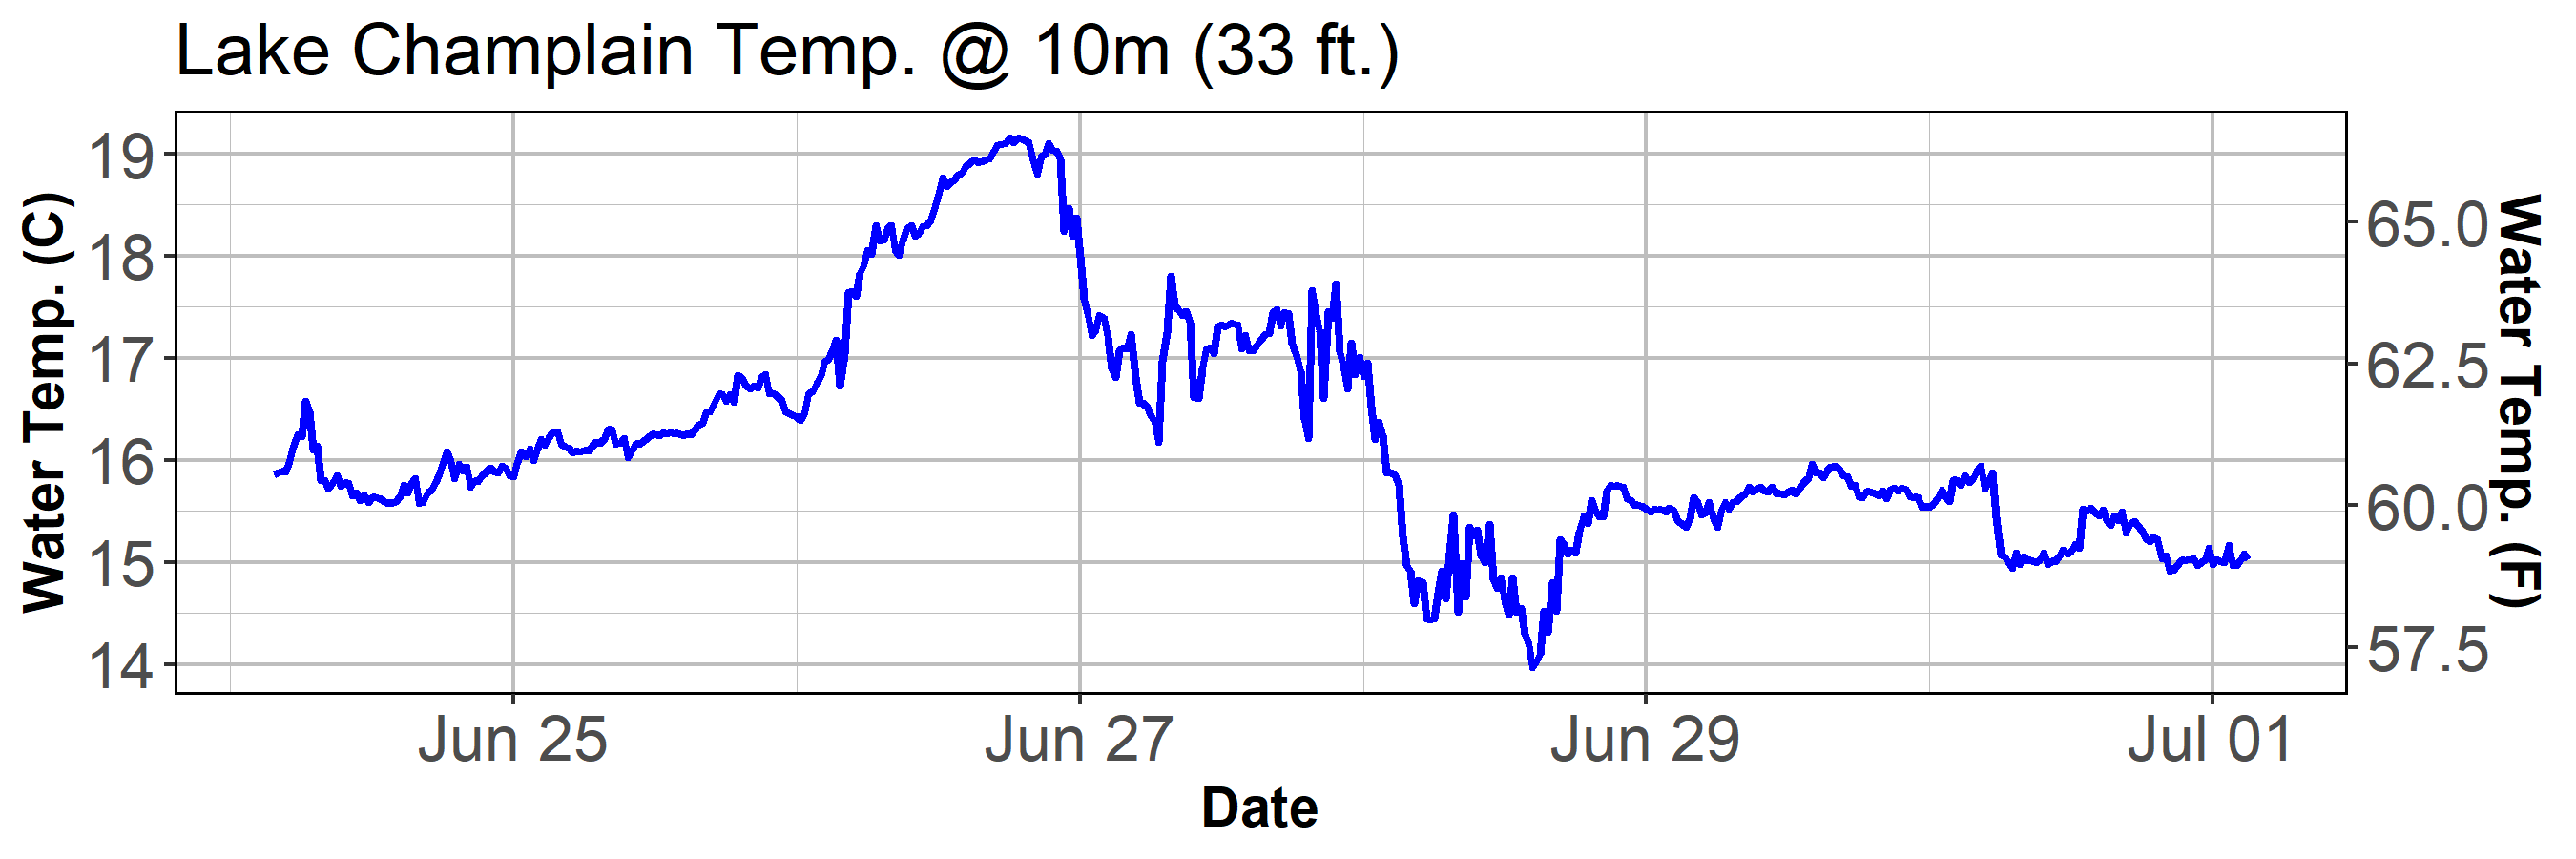 Lake Champlain Temp. @ 10m (33 ft.)
Water Temp. (C)
19
18
17
16
15
14
65.0
62.5
60.0
57.5
Water Temp. (F)
Jun 25 Jun 27 Jun 29 Jul 01
Date